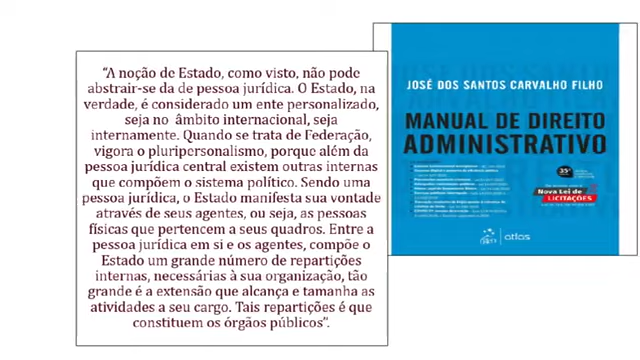 “A noção de Estado, como visto, não pode
abstrair-se da de pessoa jurídica. O Estado, na
verdade, é considerado um ente personalizado,
seja no âmbito internacional, seja
internamente. Quando se trata de Federação,
vigora o pluripersonalismo, porque além da
pessoa jurídica central existem outras internas
que compõem o sistema político. Sendo uma
pessoa jurídica, o Estado manifesta sua vontade
através de seus agentes, ou seja, as pessoas
físicas que pertencem a seus quadros. Entre a
pessoa jurídica em si e os agentes, compõe o
Estado um grande número de repartições
internas, necessárias à sua organização, tão
grande é a extensão que alcança e tamanha as
atividades a seu cargo. Tais repartições é que
constituem os órgãos públicos”.
JOSÉ DOS SANTOS CARVALHO FILHO
MANUAL DE DIREITO
ADMINISTRATIVO
35ª
Nova Lei de
LICITAÇÕES
atlas